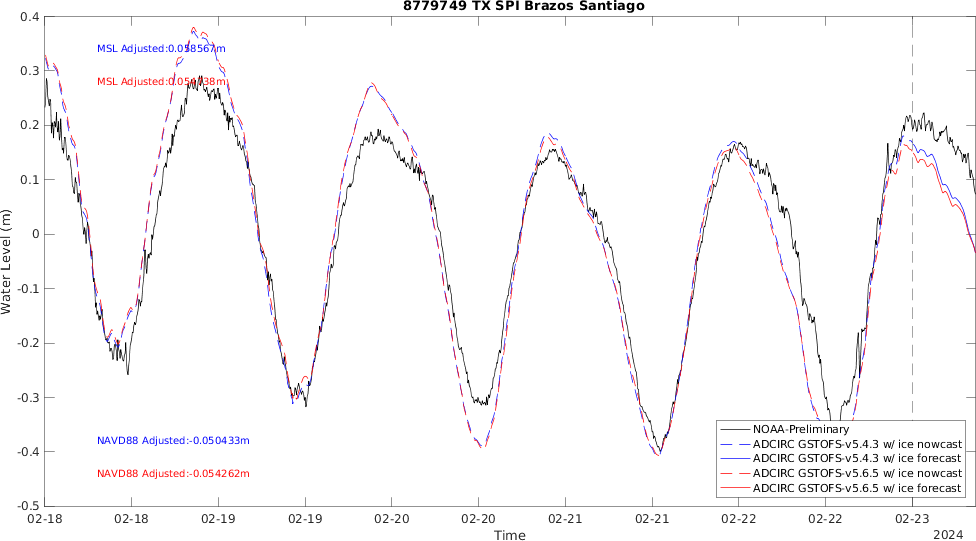 8779749 TX SPI Brazos Santiago
0.4
0.3
0.2
0.1
0
-0.1
-0.2
-0.3
-0.4
-0.5
Water Level (m)
MSL Adjusted:0.058567m
MSL Adjusted:0.054738m
NAVD88 Adjusted:-0.050433m
NAVD88 Adjusted:-0.054262m
NOAA-Preliminary
ADCIRC GSTOFS-v5.4.3 w/ ice nowcast
ADCIRC GSTOFS-v5.4.3 w/ ice forecast
ADCIRC GSTOFS-v5.6.5 w/ ice nowcast
ADCIRC GSTOFS-v5.6.5 w/ ice forecast
02-18 02-18 02-19 02-19 02-20 02-20 02-21 02-21 02-22 02-22 02-23
Time
2024